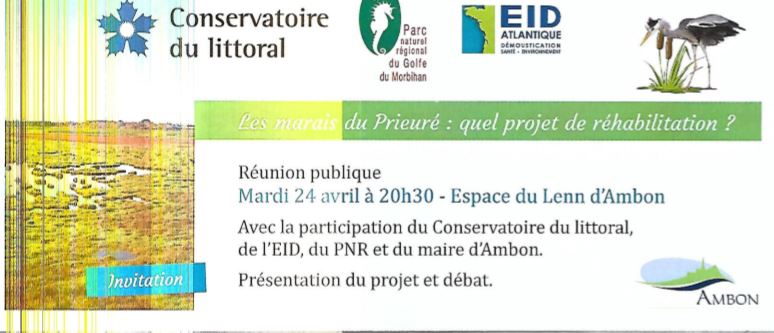 Conservatoire
du littoral
Parc
naturel
régional
du Golfe
du Morbihan
EID
ATLANTIQUE
DÉMOUSTICATION
SANTÉ - ENVIRONNEMENT
Les marais du Prieuré : quel projet de réhabilitation ?
Réunion publique
Mardi 24 avril à 20h30 - Espace du Lenn d'Ambon
Avec la participation du Conservatoire du littoral,
de l'EID, du PNR et du maire d'Ambon.
Invitation
Présentation du projet et débat.
AMBON